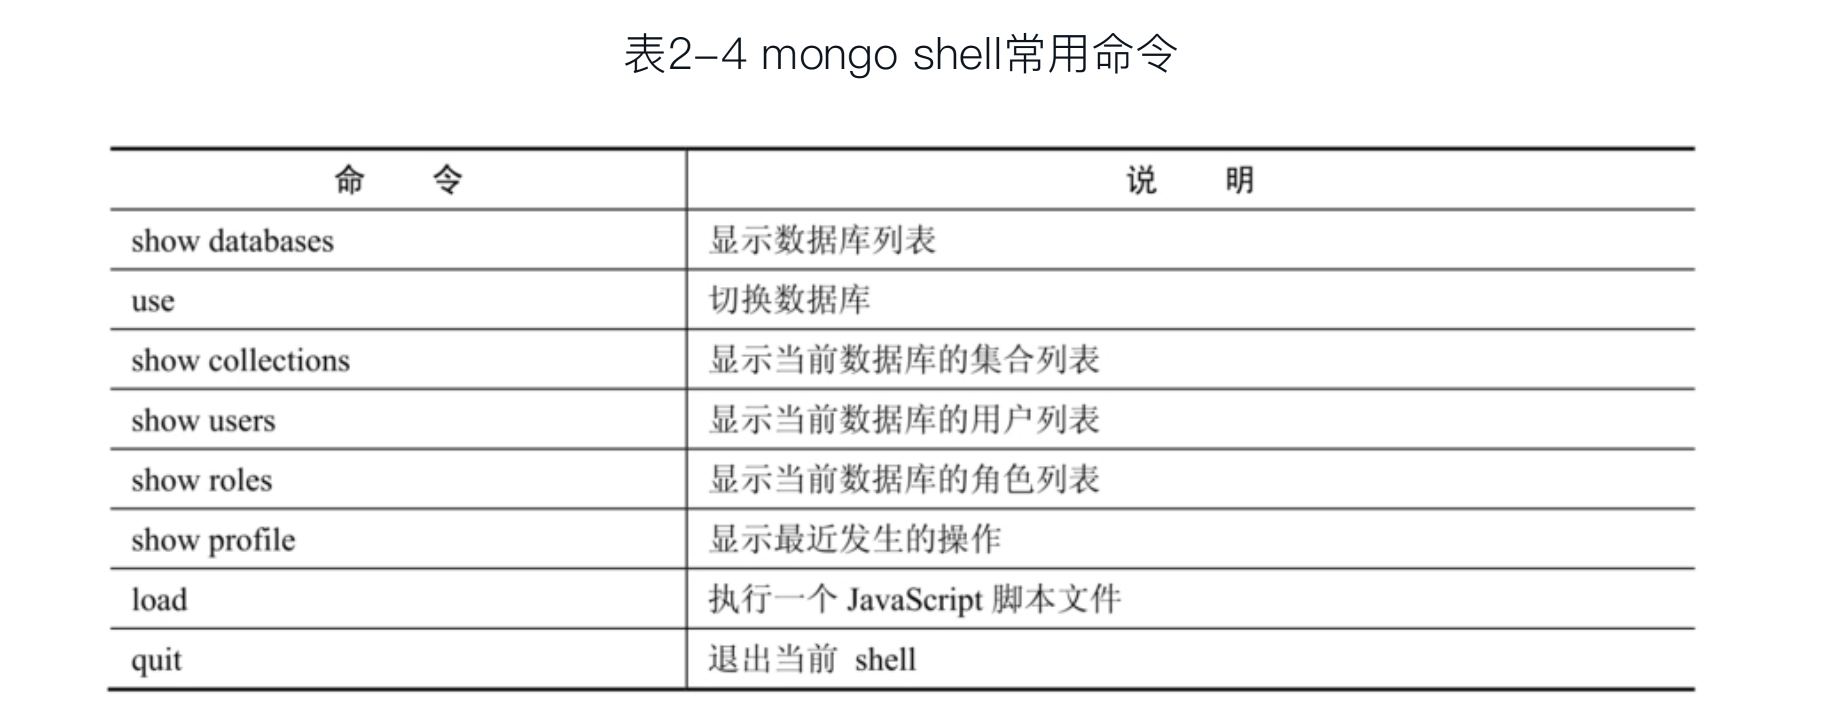 表2-4 mongo shell常用命令
命 令 说 明
show databases 显示数据库列表
use 切换数据库
show collections 显示当前数据库的集合列表
show users 显示当前数据库的用户列表
show roles 显示当前数据库的角色列表
show profile 显示最近发生的操作
load 执行一个 JavaScript 脚本文件
quit 退出当前 shell